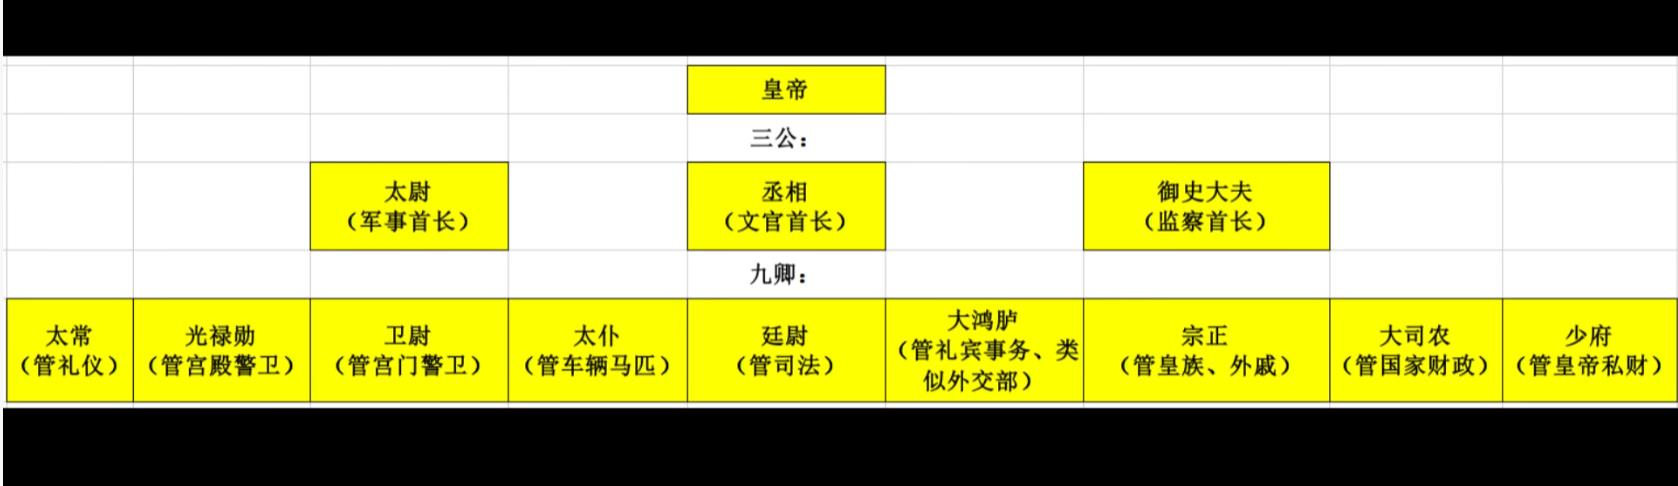 皇帝
三公：
太尉
（军事首长）
丞相
（文官首长）
御史大夫
（监察首长）
九卿：
太常
（管礼仪）
光禄勋
（管宫殿警卫）
卫尉
（管宫门警卫）
太仆
（管车辆马匹）
廷尉
（管司法）
大鸿胪
（管礼宾事务、类
似外交部）
宗正
（管皇族、外戚）
大司农
（管国家财政）
少府
（管皇帝私财）